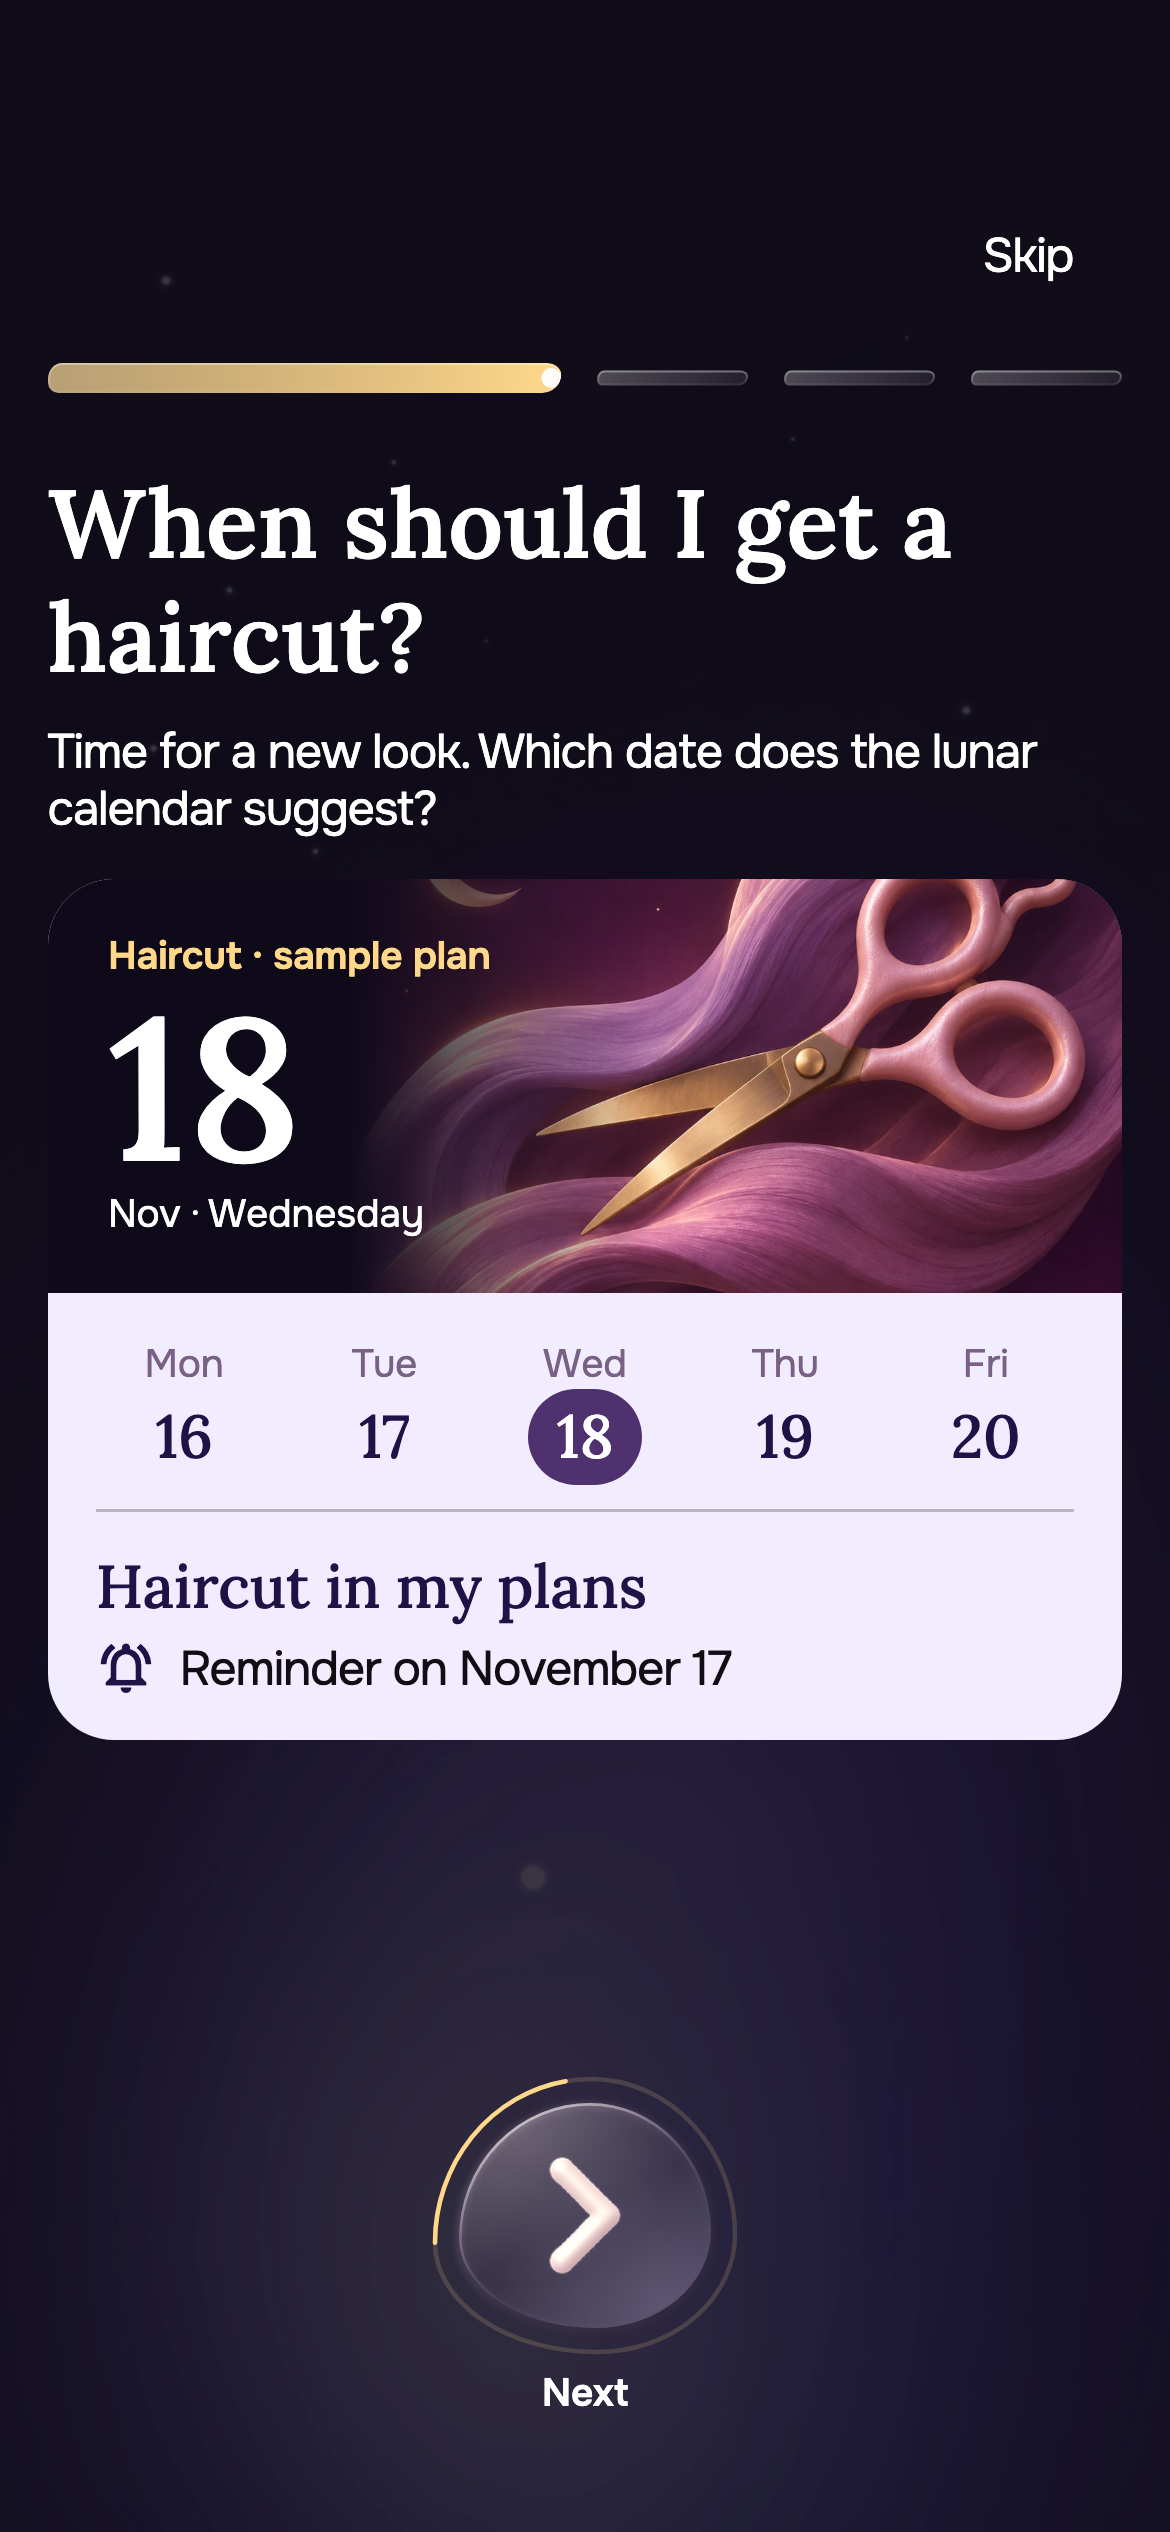 Skip
When should I get a
haircut?
Time for a new look. Which date does the lunar
calendar suggest?
Haircut · sample plan
18
Nov · Wednesday
Mon Tue Wed Thu Fri
16 17 18 19 20
Haircut in my plans
Reminder on November 17
Next